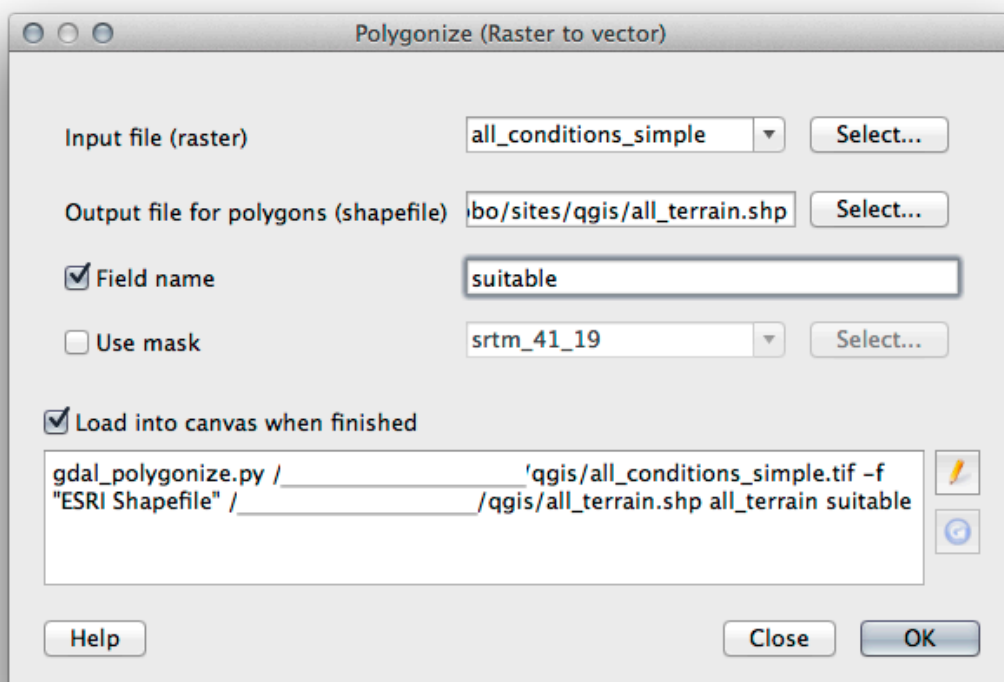 Polygonize (Raster to vector)
Input file (raster)
all_conditions_simple
Select...
Output file for polygons (shapefile)
bo/sites/qgis/all_terrain.shp
Select...
Field name
suitable
Use mask
srtm_41_19
Select...
Load into canvas when finished
gdal_polygonize.py /____________________/qgis/all_conditions_simple.tif -f
"ESRI Shapefile" /____________________/qgis/all_terrain.shp all_terrain suitable
Help
Close
OK